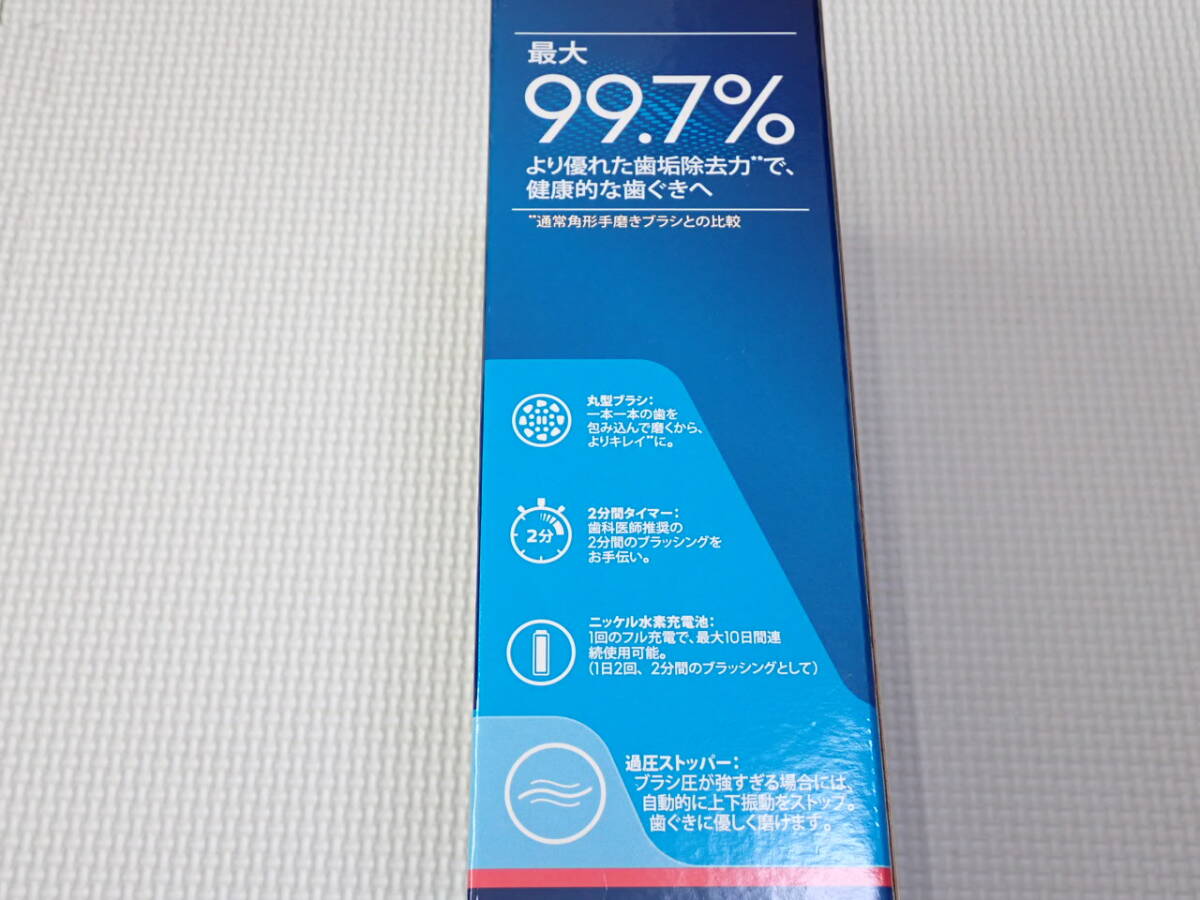 最大
99.7%
より優れた歯垢除去力**で、
健康的な歯ぐきへ
**通常角形手磨きブラシとの比較
丸型ブラシ：
一本一本の歯を
包み込んで磨くから、
よりキレイ**に。
2分
2分間タイマー：
歯科医師推奨の
2分間のブラッシングを
お手伝い。
ニッケル水素充電池：
1回のフル充電で、最大10日間連
続使用可能。
(1日2回、2分間のブラッシングとして)
過圧ストッパー：
ブラシ圧が強すぎる場合には、
自動的に上下振動をストップ。
歯ぐきに優しく磨けます。